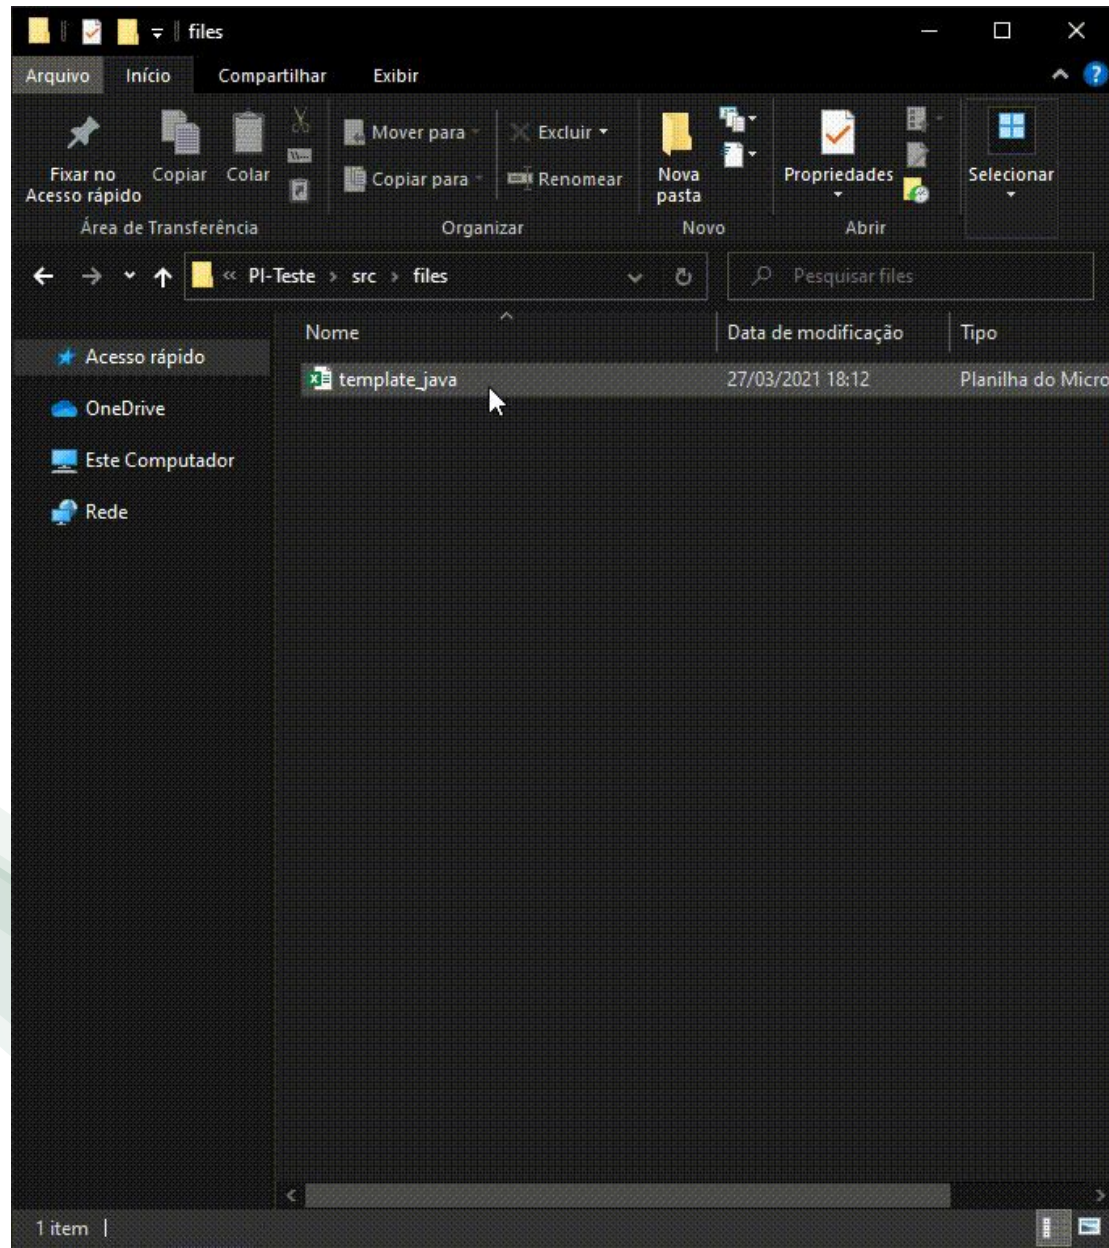 files
Arquivo Início Compartilhar Exibir
Mover para Excluir
Fixar no Acesso rápido Copiar Colar Copiar para Renomear Nova pasta Propriedades Selecionar
Área de Transferência Organizar Novo Abrir
« PI-Teste > src > files Pesquisar files
Nome Data de modificação Tipo
Acesso rápido
template_java 27/03/2021 18:12 Planilha do Micro
OneDrive
Este Computador
Rede
1 item